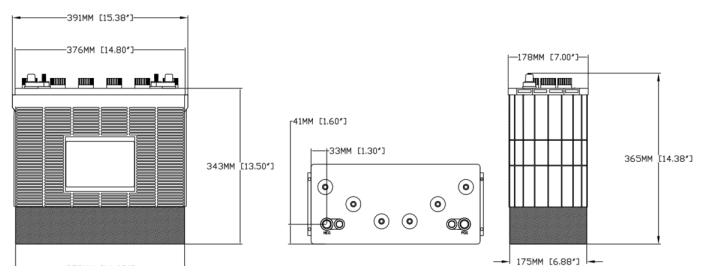 391MM [15.38"]
376MM [14.80"]
343MM [13.50"]
41MM [1.60"]
33MM [1.30"]
NEG
POS
178MM [7.00"]
365MM [14.38"]
175MM [6.88"]